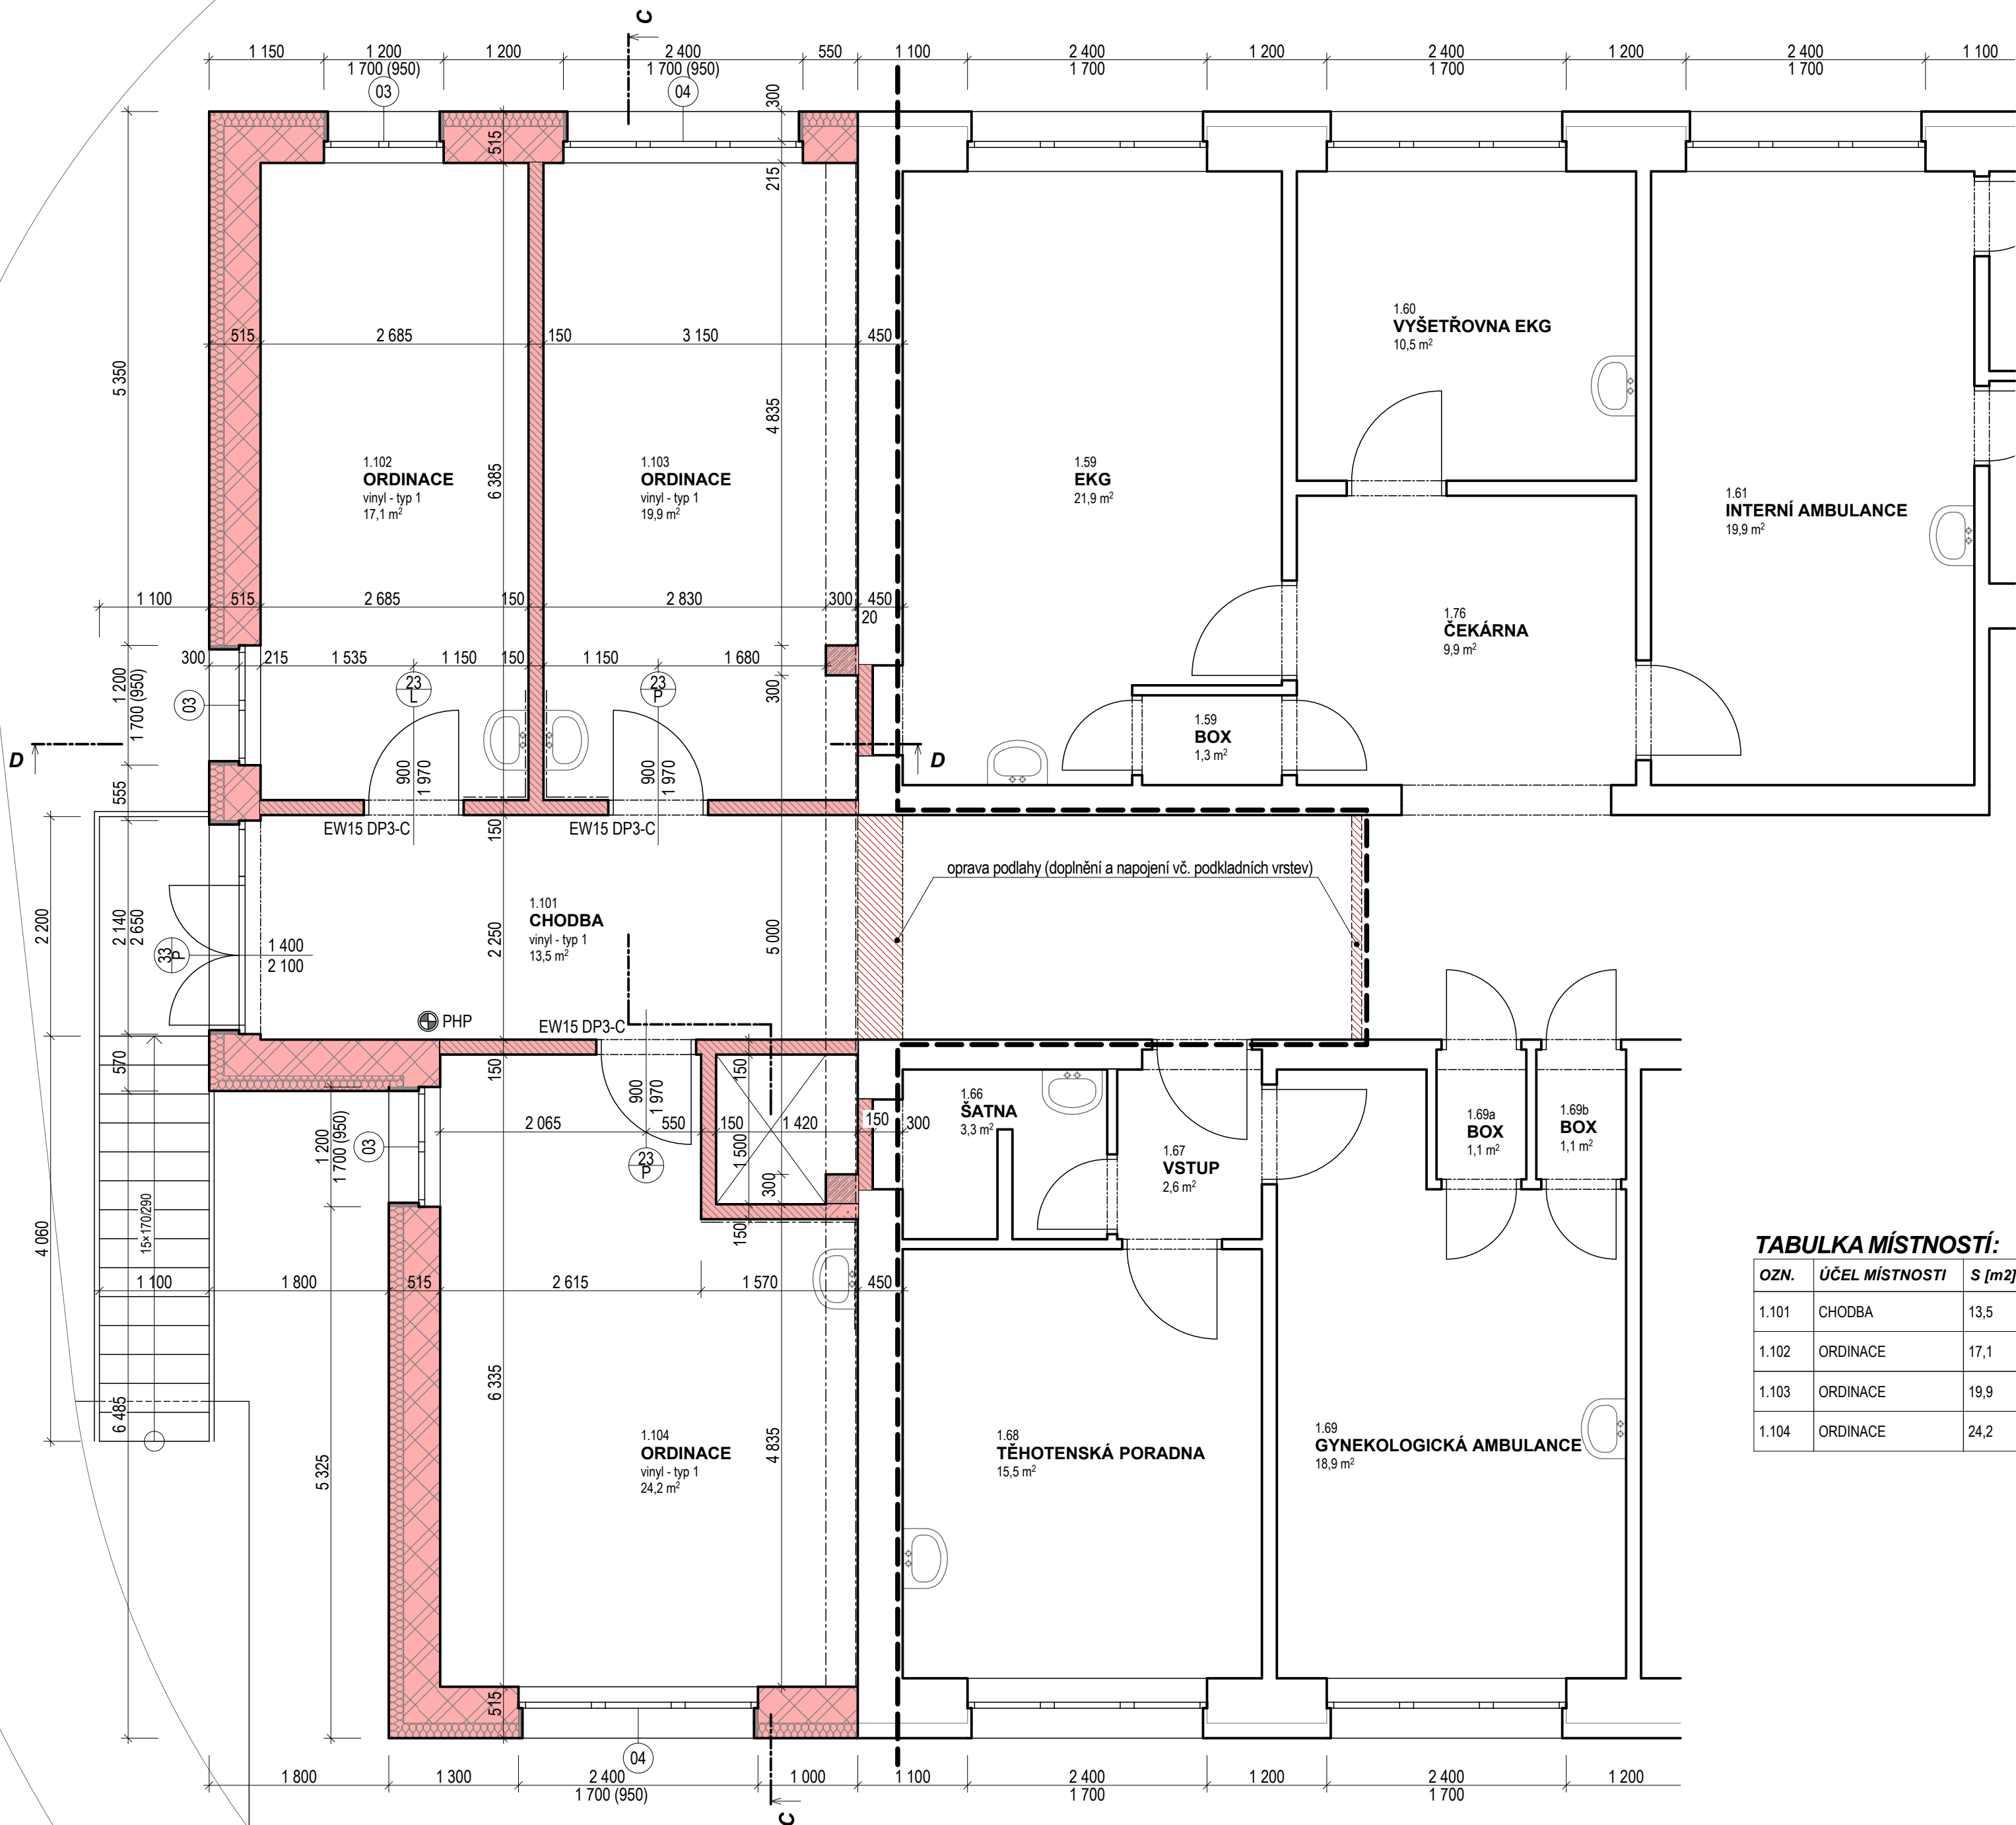 C
1 150
1 200
1 700 (950)
1 200
2 400
1 700 (950)
550
1 100
2 400
1 700
1 200
2 400
1 700
1 200
2 400
1 700
1 100
03
04
300
515
215
5 350
515
2 685
150
3 150
450
1.60
VYŠETŘOVNA EKG
10,5 m²
4 835
6 385
1.102
ORDINACE
vinyl - typ 1
17,1 m²
1.103
ORDINACE
vinyl - typ 1
19,9 m²
1.59
EKG
21,9 m²
1.61
INTERNÍ AMBULANCE
19,9 m²
1 100
515
2 685
150
2 830
300
450
20
1.76
ČEKÁRNA
9,9 m²
300
215
1 535
1 150
150
1 150
1 680
300
1 200
1 700 (950)
03
23
L
23
P
1.59
BOX
1,3 m²
D
D
900
1 970
900
1 970
555
EW15 DP3-C
EW15 DP3-C
150
oprava podlahy (doplnění a napojení vč. podkladních vrstev)
1.101
CHODBA
vinyl - typ 1
13,5 m²
2 200
2 140
2 650
33
P
1 400
2 100
2 250
5 000
PHP
EW15 DP3-C
570
150
150
900
1 970
1 200
1 700 (950)
03
2 065
550
150
1 420
150
300
1 500
300
150
23
P
1.66
ŠATNA
3,3 m²
1.67
VSTUP
2,6 m²
1.69a
BOX
1,1 m²
1.69b
BOX
1,1 m²
4 060
15×170/290
1 100
1 800
515
2 615
1 570
450
TABULKA MÍSTNOSTÍ:
OZN. ÚČEL MÍSTNOSTI S [m2]
1.101 CHODBA 13,5
1.102 ORDINACE 17,1
1.103 ORDINACE 19,9
1.104 ORDINACE 24,2
6 485
6 335
5 325
4 835
1.104
ORDINACE
vinyl - typ 1
24,2 m²
1.68
TĚHOTENSKÁ PORADNA
15,5 m²
1.69
GYNEKOLOGICKÁ AMBULANCE
18,9 m²
515
04
1 800
1 300
2 400
1 700 (950)
1 000
1 100
2 400
1 700
1 200
2 400
1 700
1 200
C